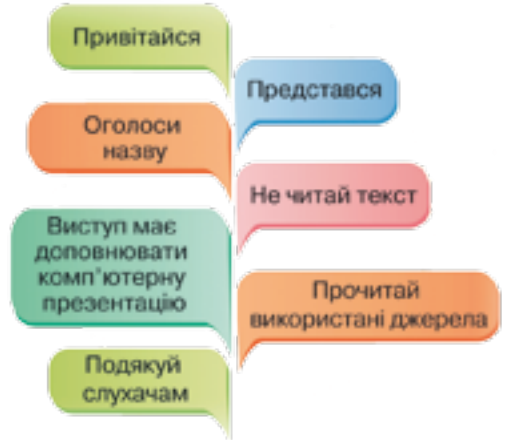 Привітайся
Представся
Оголоси
назву
Не читай текст
Виступ має
доповнювати
комп'ютерну
презентацію
Прочитай
використані джерела
Подякуй
слухачам